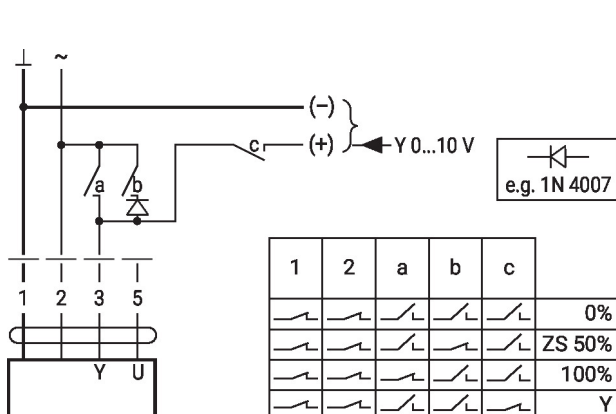 ⊥ ~
(−)
(+)
Y 0...10 V
c
a b
e.g. 1N 4007
1 2 3 5
Y U
1 2 a b c
0%
ZS 50%
100%
Y